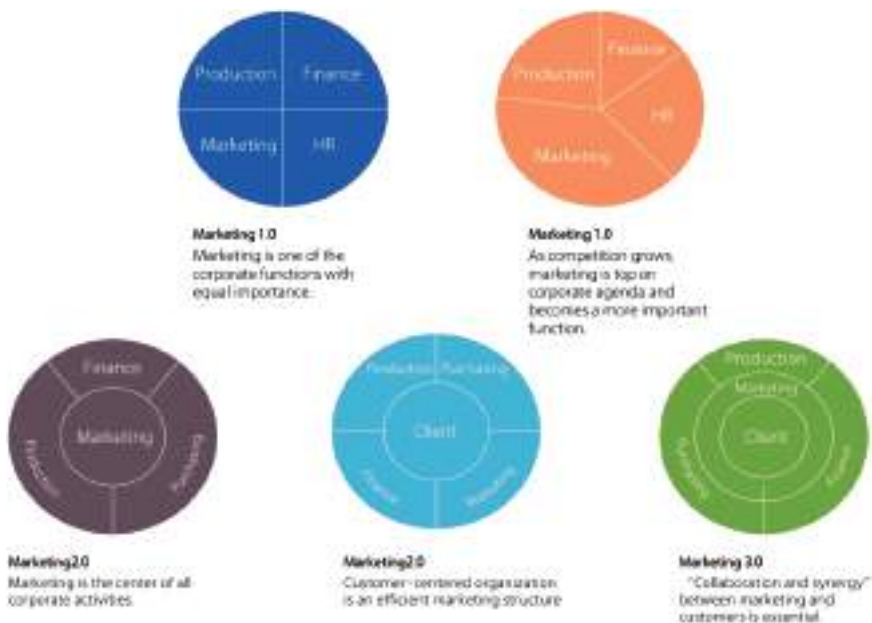 Production
Finance
Marketing
HR
Finance
Production
HR
Marketing
Marketing 1.0
Marketing is one of the
corporate functions with
equal importance.
Marketing 1.0
As competition grows,
marketing is top on
corporate agenda and
becomes a more important
function.
Finance
Marketing
Production
Purchasing
Production
Purchasing
Client
Finance
Marketing
Production
Marketing
Client
Purchasing
Finance
Marketing2.0
Marketing is the center of all
corporate activities.
Marketing2.0
Customer-centered organization
is an efficient marketing structure
Marketing 3.0
"Collaboration and synergy"
between marketing and
customers is essential.